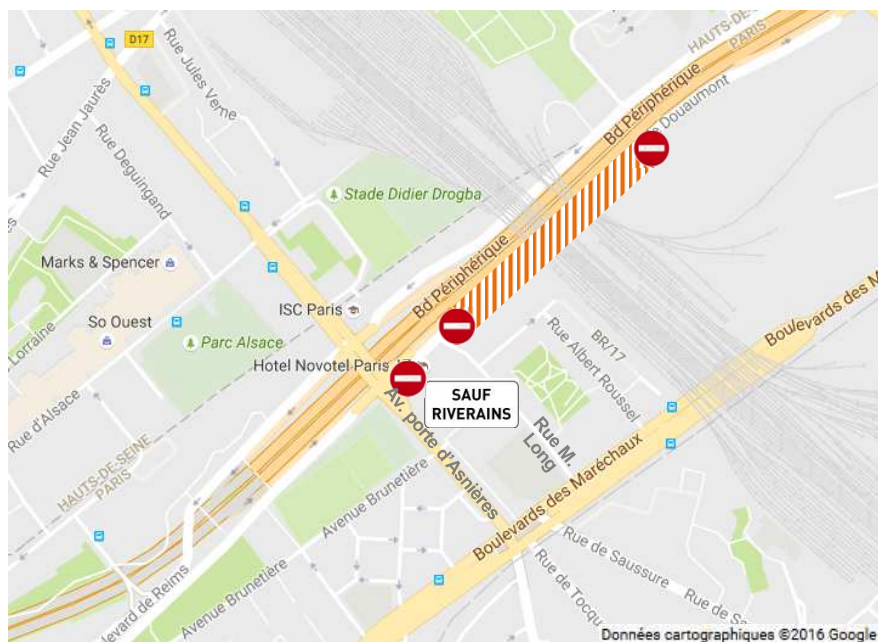 D17
HAUTS-DE-SEINE
PARIS
Rue Jules Verne
Rue Jean Jaurès
Bd Périphérique
Douaumont
Rue Deguingand
Stade Didier Drogba
Marks & Spencer
Bd Périphérique
ISC Paris
So Ouest
Boulevards des Ma
Lorraine
Parc Alsace
BR/17
Rue Albert Roussel
Hotel Novotel Paris
SAUF
RIVERAINS
Rue d'Alsace
Av. porte d'Asnières
Rue M.
Long
HAUTS-DE-SEINE
PARIS
Avenue Brunetière
Boulevards des Maréchaux
Rue de Saussure
Avenue Brunetière
Boulevard de Reims
Rue de Tocqu
Rue de Sa
Données cartographiques ©2016 Google